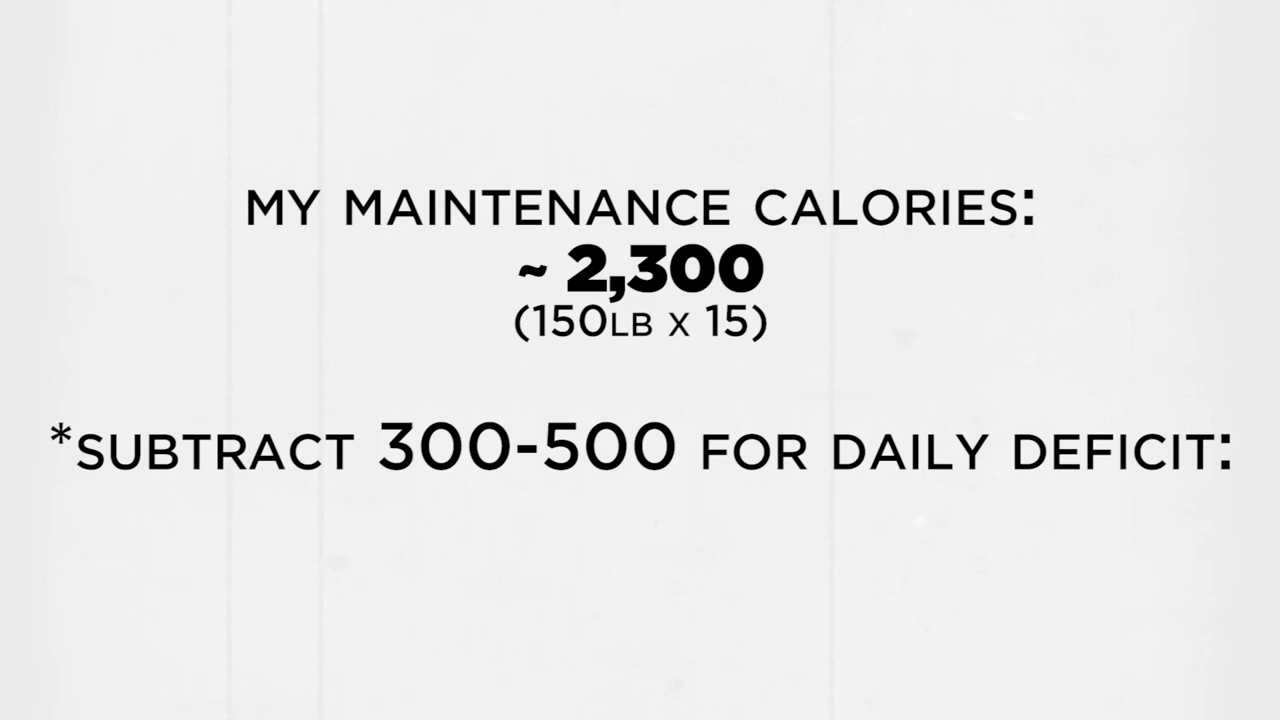 MY MAINTENANCE CALORIES:
~ 2,300
(150LB X 15)
*SUBTRACT 300-500 FOR DAILY DEFICIT: